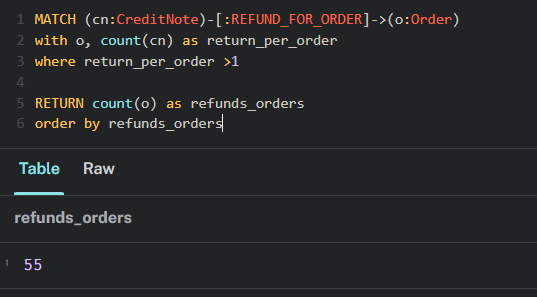 1 MATCH (cn:CreditNote)-[:REFUND_FOR_ORDER]->(o:Order)
2 with o, count(cn) as return_per_order
3 where return_per_order >1
4
5 RETURN count(o) as refunds_orders
6 order by refunds_orders
Table Raw
refunds_orders
1 55